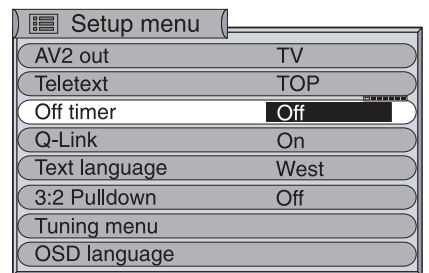 Setup menu
AV2 out TV
Teletext TOP
Off timer Off
Q-Link On
Text language West
3:2 Pulldown Off
Tuning menu
OSD language